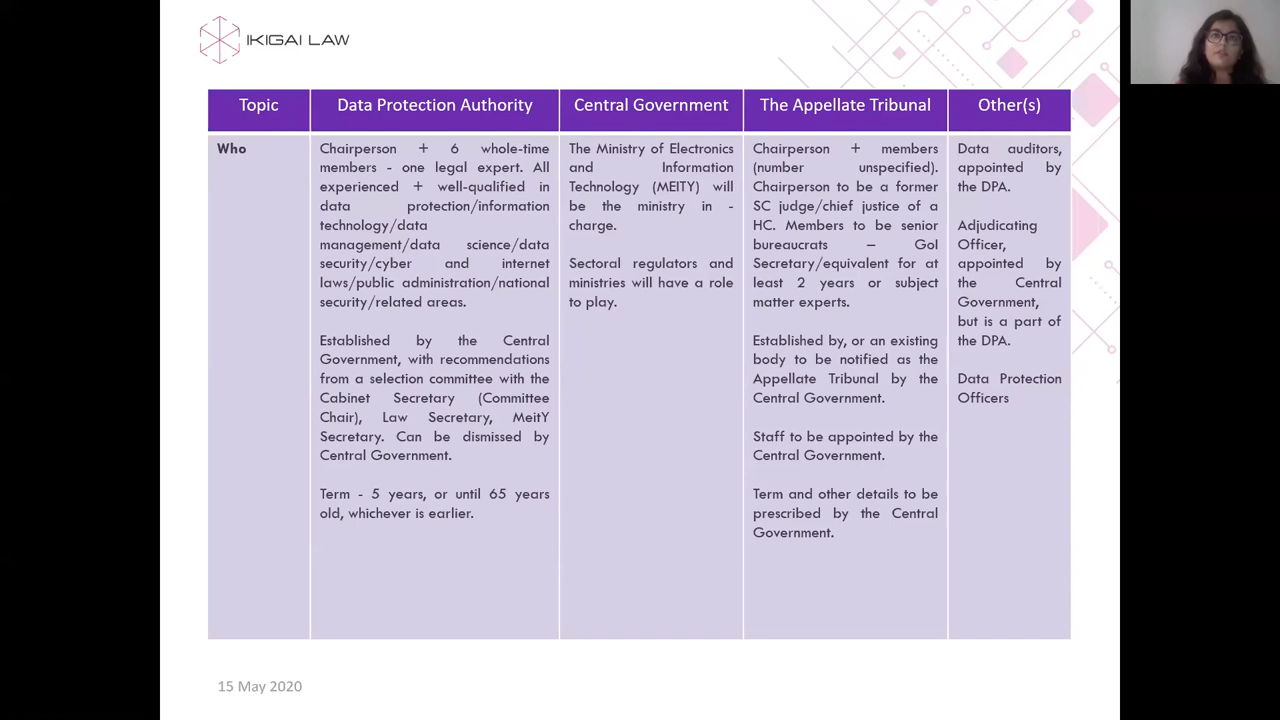 IKIGAI LAW
Topic
Data Protection Authority
Central Government
The Appellate Tribunal
Other(s)
Who
Chairperson + 6 whole-time
members - one legal expert. All
experienced + well-qualified in
data protection/information
technology/data
management/data science/data
security/cyber and internet
laws/public administration/national
security/related areas.
Established by the Central
Government, with recommendations
from a selection committee with the
Cabinet Secretary (Committee
Chair), Law Secretary, MeitY
Secretary. Can be dismissed by
Central Government.
Term - 5 years, or until 65 years
old, whichever is earlier.
The Ministry of Electronics
and Information
Technology (MEITY) will
be the ministry in -
charge.
Sectoral regulators and
ministries will have a role
to play.
Chairperson + members
(number unspecified).
Chairperson to be a former
SC judge/chief justice of a
HC. Members to be senior
bureaucrats – GoI
Secretary/equivalent for at
least 2 years or subject
matter experts.
Established by, or an existing
body to be notified as the
Appellate Tribunal by the
Central Government.
Staff to be appointed by the
Central Government.
Term and other details to be
prescribed by the Central
Government.
Data auditors,
appointed by
the DPA.
Adjudicating
Officer,
appointed by
the Central
Government,
but is a part of
the DPA.
Data Protection
Officers
15 May 2020